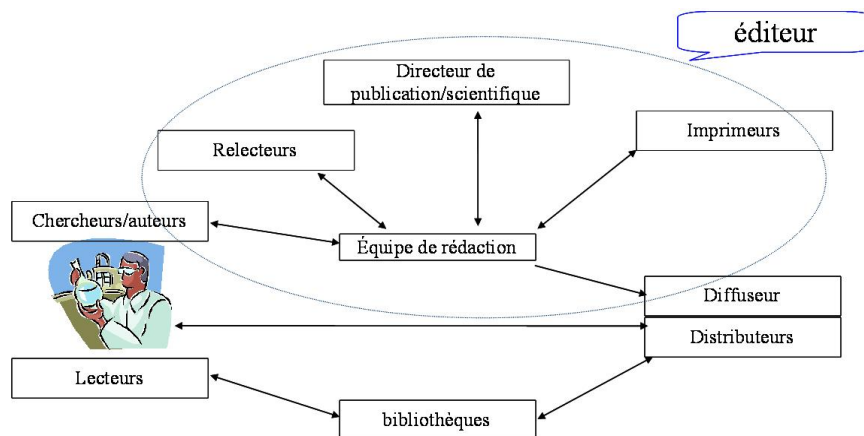 éditeur
Directeur de
publication/scientifique
Imprimeurs
Relecteurs
Chercheurs/auteurs
Équipe de rédaction
Diffuseur
Distributeurs
Lecteurs
bibliothèques